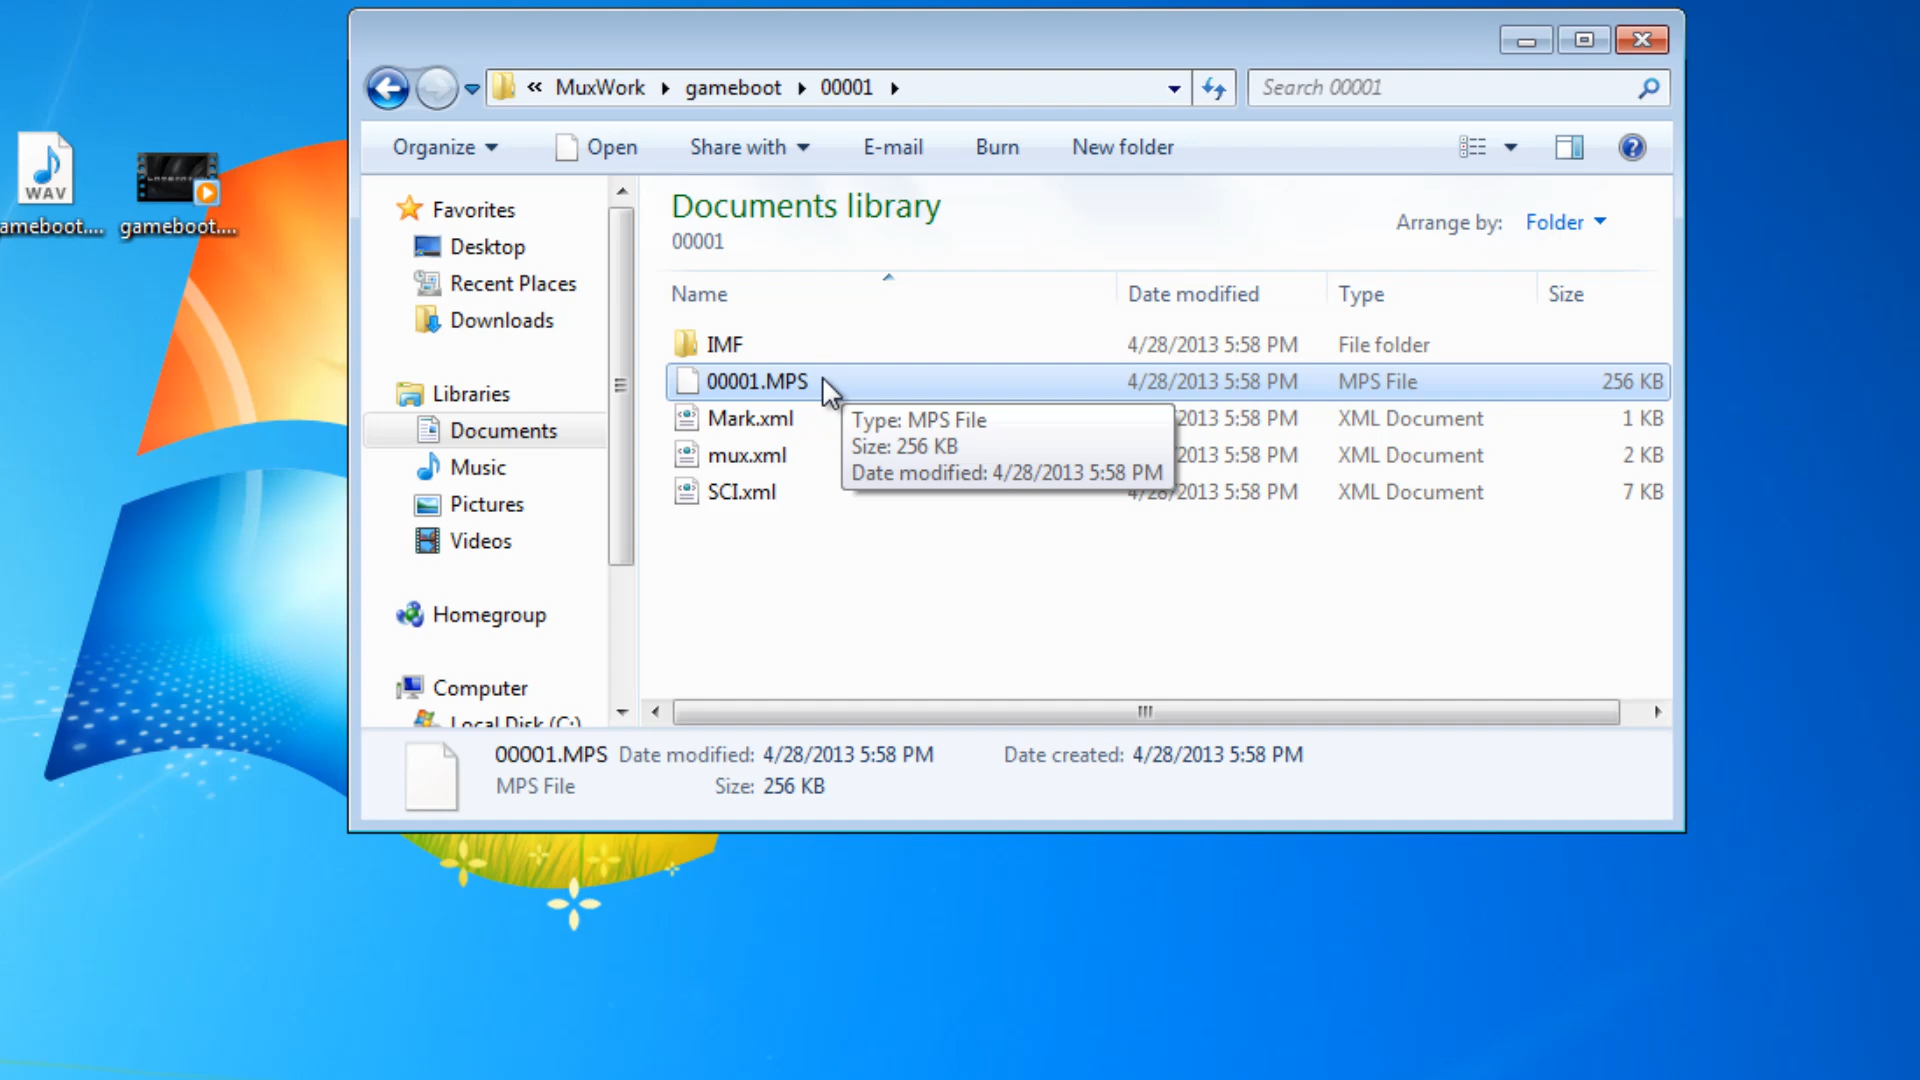 MuxWork gameboot 00001
Search 00001
Organize Open Share with E-mail Burn New folder
WAV
ameboot....
gameboot....
Favorites
Desktop
Recent Places
Downloads
Libraries
Documents
Music
Pictures
Videos
Homegroup
Computer
Local Disk (C:)
Documents library
00001
Arrange by: Folder
Name Date modified Type Size
IMF 4/28/2013 5:58 PM File folder
00001.MPS 4/28/2013 5:58 PM MPS File 256 KB
Mark.xml 5:58 PM XML Document 1 KB
mux.xml 5:58 PM XML Document 2 KB
SCI.xml 4/28/2013 5:58 PM XML Document 7 KB
Type: MPS File
Size: 256 KB
Date modified: 4/28/2013 5:58 PM
00001.MPS Date modified: 4/28/2013 5:58 PM Date created: 4/28/2013 5:58 PM
MPS File Size: 256 KB